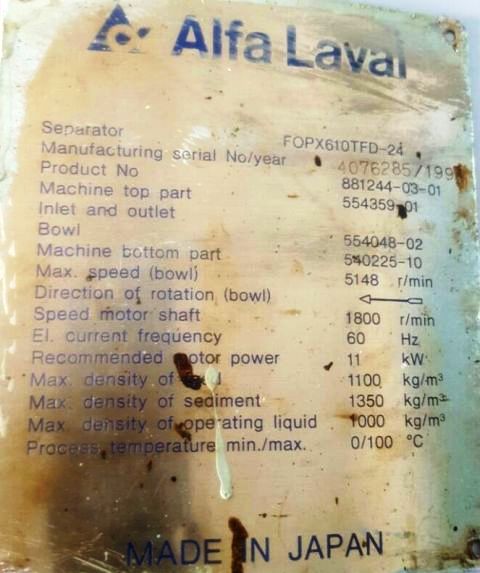 Alfa Laval
Separator FOPX610TFD-24
Manufacturing serial No/year 4076285/199
Product No 881244-03-01
Machine top part 554359-01
Inlet and outlet
Bowl 554048-02
Machine bottom part 540225-10
Max. speed (bowl) 5148 r/min
Direction of rotation (bowl)
Speed motor shaft 1800 r/min
El. current frequency 60 Hz
Recommended motor power 11 kW
Max. density of 1100 kg/m³
Max. density of sediment 1350 kg/m³
Max. density of operating liquid 1000 kg/m³
Process temperature min./max. 0/100 °C
MADE IN JAPAN